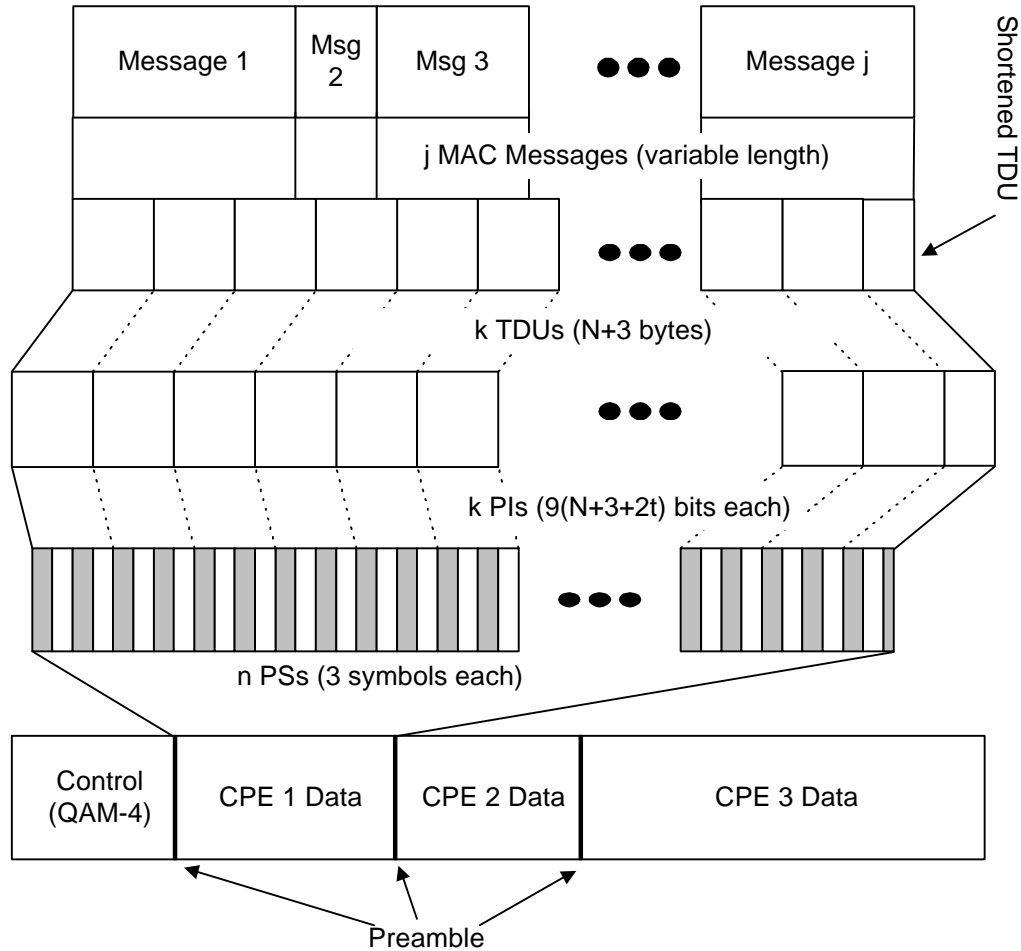 Message 1
Msg
2
Msg 3
Message j
Shortened TDU
j MAC Messages (variable length)
k TDUs (N+3 bytes)
k PIs (9(N+3+2t) bits each)
n PSs (3 symbols each)
Control
(QAM-4)
CPE 1 Data
CPE 2 Data
CPE 3 Data
Preamble